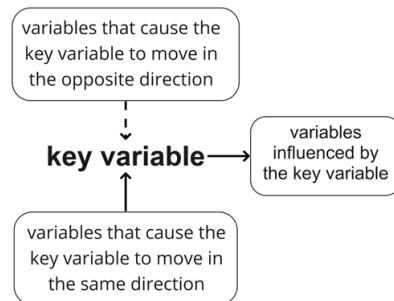 variables that cause the
key variable to move in
the opposite direction
key variable
variables
influenced by
the key variable
variables that cause the
key variable to move in
the same direction